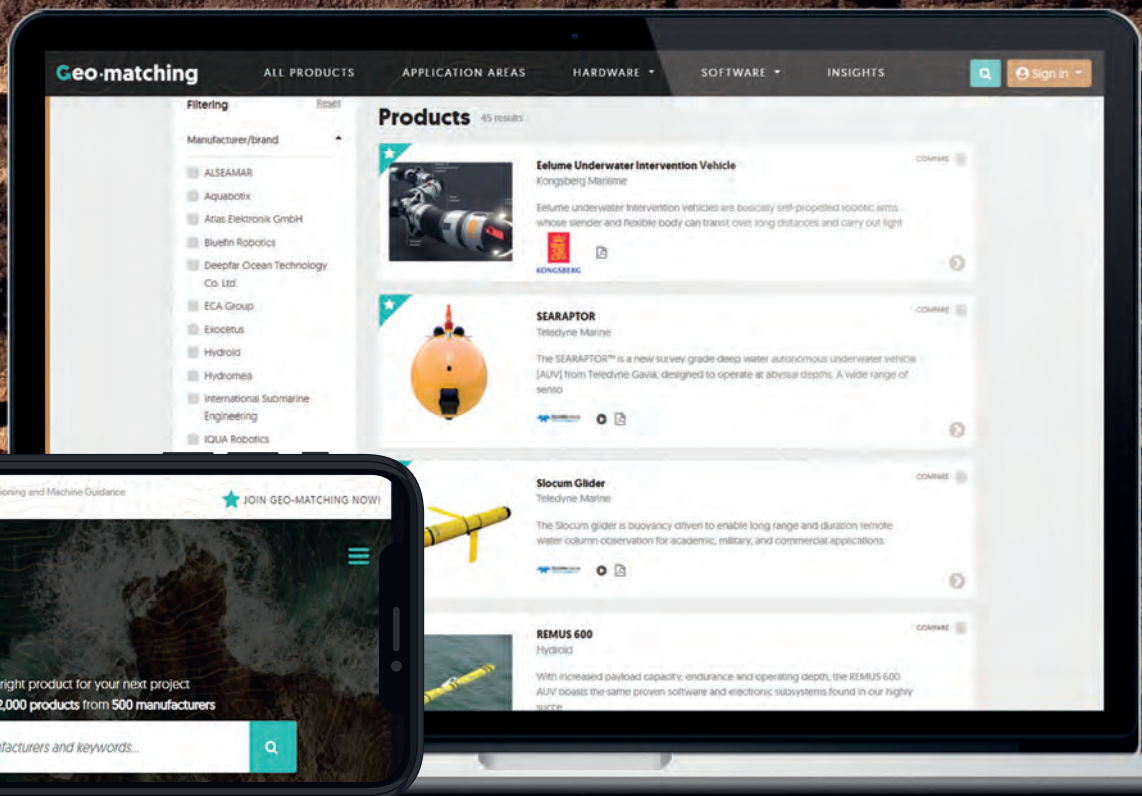 Geo-matching
ALL PRODUCTS
APPLICATION AREAS
HARDWARE
SOFTWARE
INSIGHTS
Sign in
Filtering
Reset
Manufacturer/brand
ALSEAMAR
Aquabotix
Atlas Elektronik GmbH
Bluefin Robotics
Deepfar Ocean Technology
Co. Ltd.
ECA Group
Exocetus
Hydroid
Hydromea
International Submarine
Engineering
IQUA Robotics
Products 45 results
Eelume Underwater Intervention Vehicle
COMPARE
Kongsberg Maritime
Eelume underwater intervention vehicles are basically self-propelled robotic arms
whose slender and flexible body can transit over long distances and carry out light
KONGSBERG
SEARAPTOR
COMPARE
Teledyne Marine
The SEARAPTOR™ is a new survey grade deep water autonomous underwater vehicle
[AUV] from Teledyne Gavia, designed to operate at abyssal depths. A wide range of
senso
Slocum Glider
COMPARE
Teledyne Marine
The Slocum glider is buoyancy driven to enable long range and duration remote
water column observation for academic, military, and commercial applications.
REMUS 600
COMPARE
Hydroid
With increased payload capacity, endurance and operating depth, the REMUS 600
AUV boasts the same proven software and electronic subsystems found in our highly
succe
ioning and Machine Guidance
JOIN GEO-MATCHING NOW!
right product for your next project
2,000 products from 500 manufacturers
ufacturers and keywords...